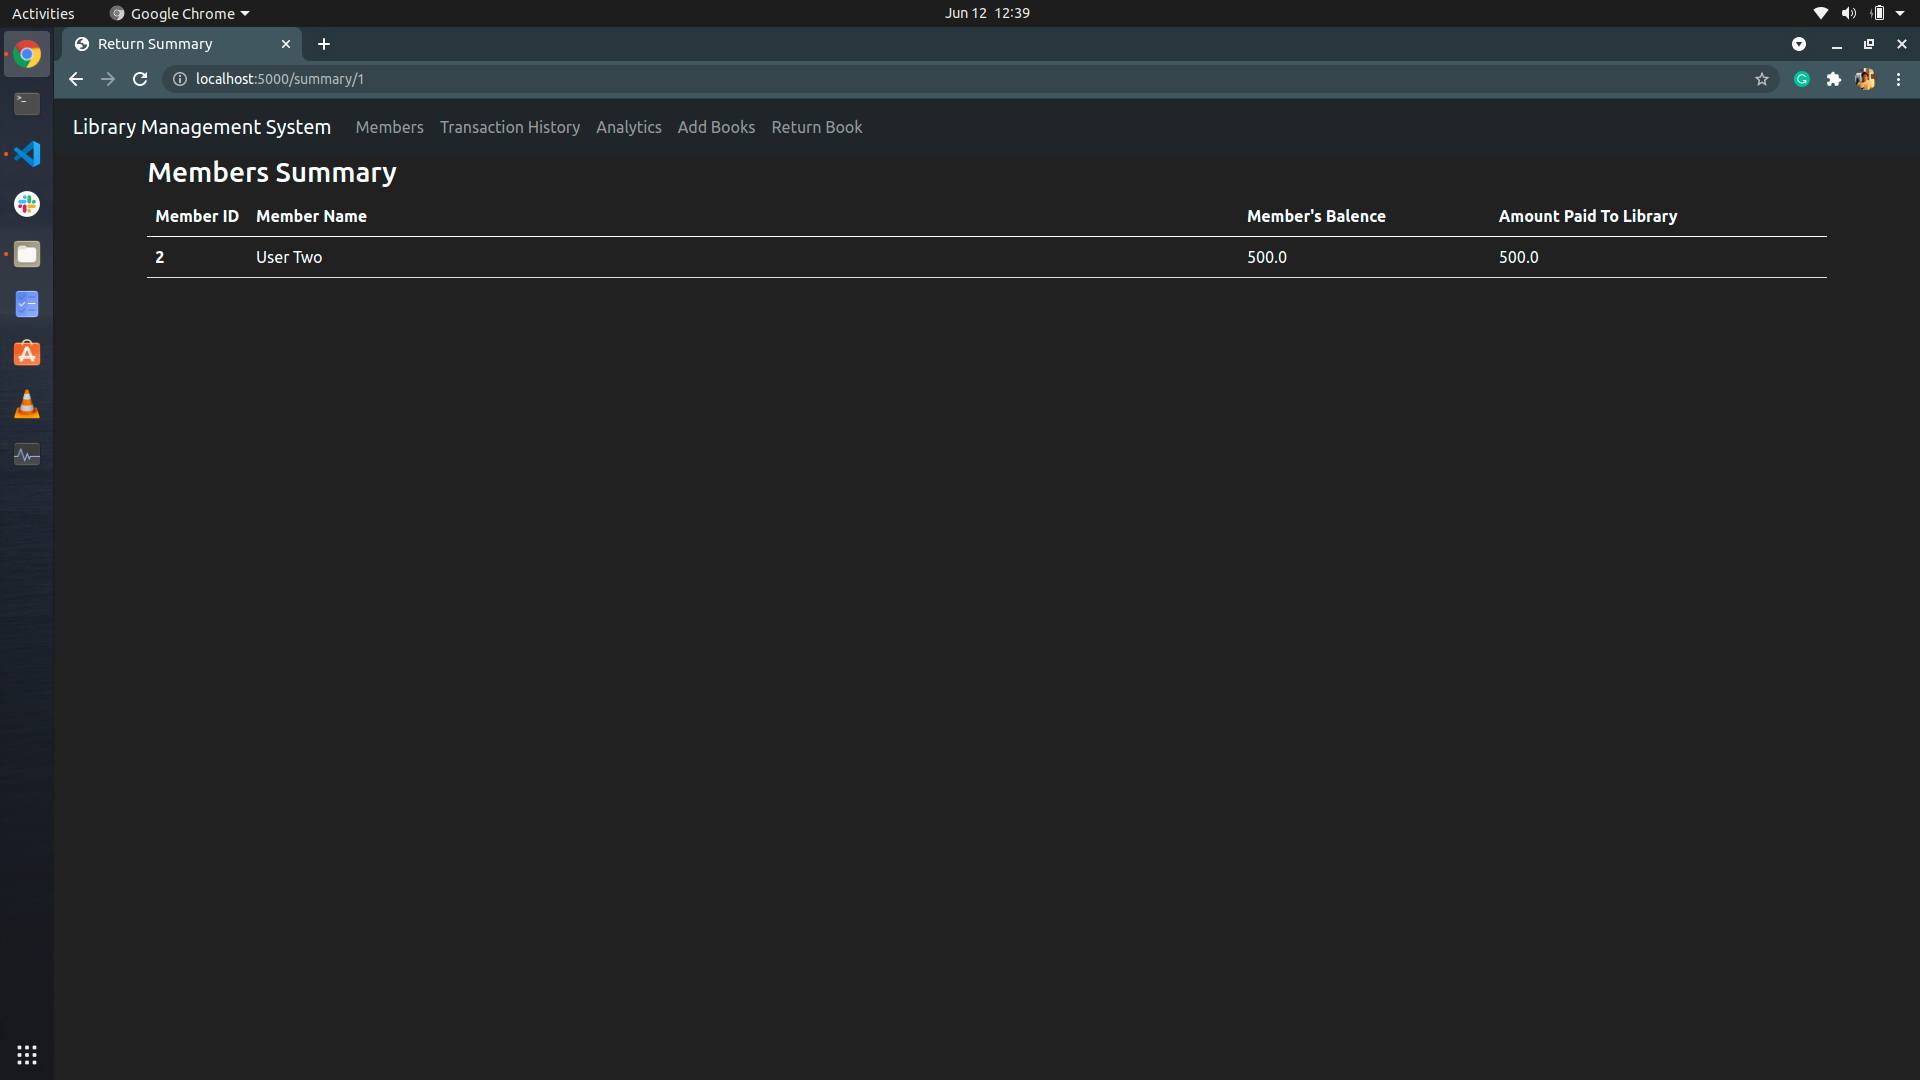 Activities
Google Chrome
Jun 12 12:39
Return Summary
localhost:5000/summary/1
Library Management System
Members
Transaction History
Analytics
Add Books
Return Book
Members Summary
Member ID Member Name Member's Balence Amount Paid To Library
2 User Two 500.0 500.0